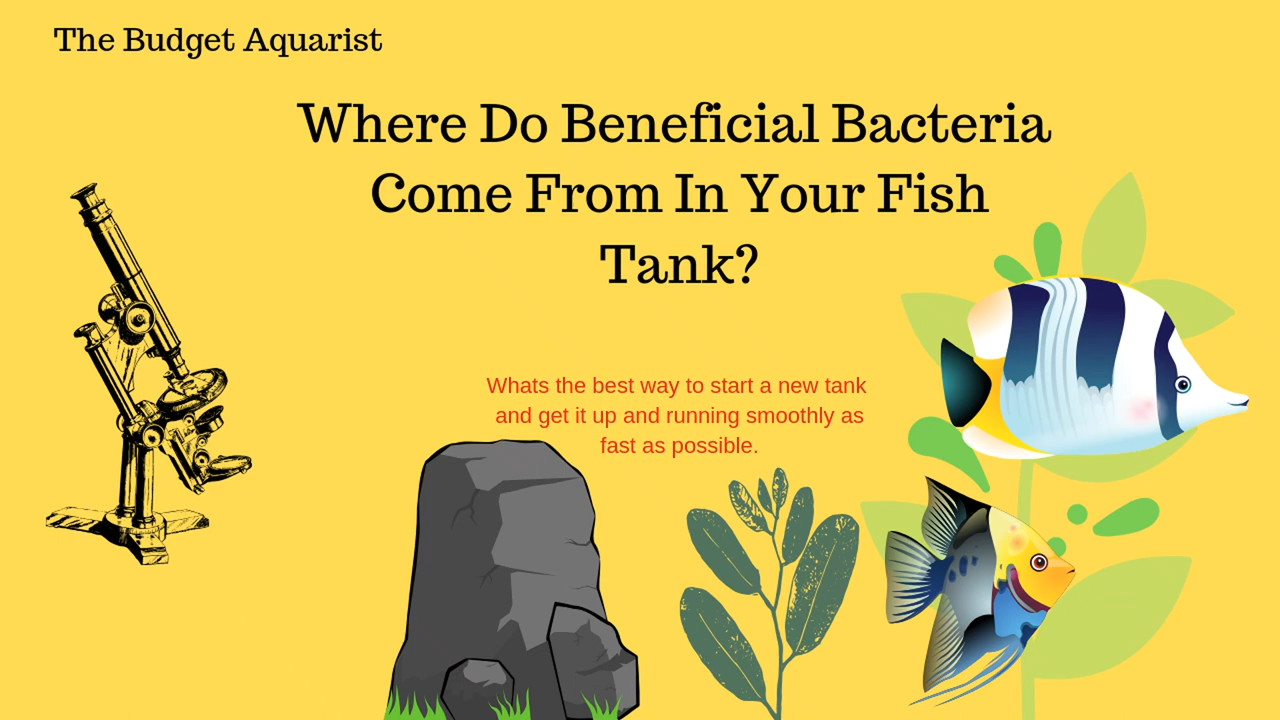 The Budget Aquarist
Where Do Beneficial Bacteria
Come From In Your Fish
Tank?
Whats the best way to start a new tank
and get it up and running smoothly as
fast as possible.